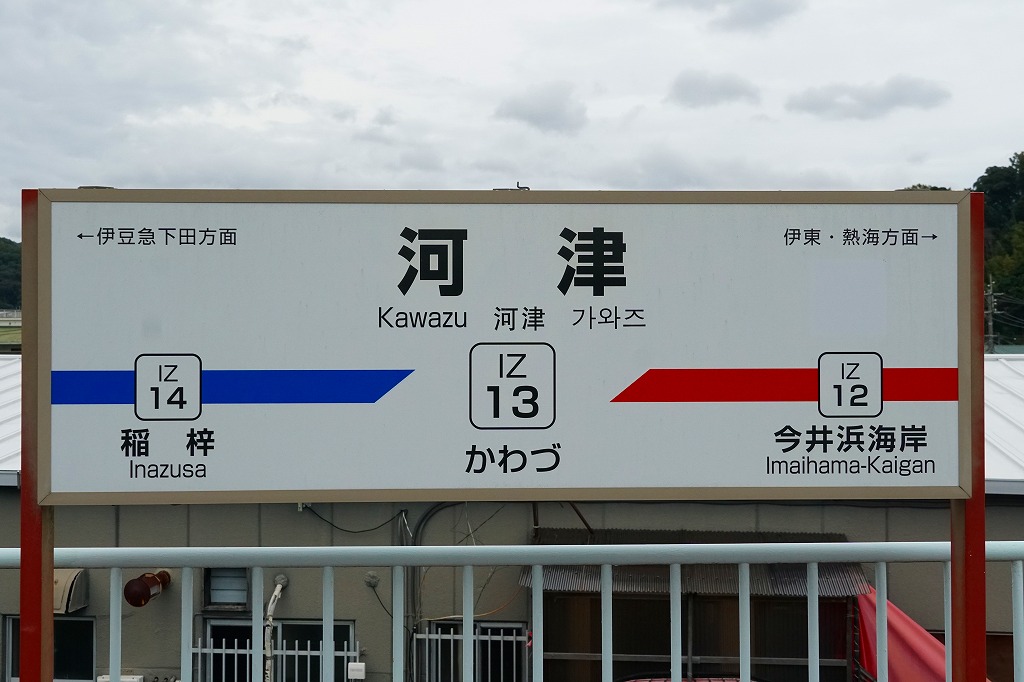 ←伊豆急下田方面
河津
伊東・熱海方面→
Kawazu 河津 가와즈
IZ
14
IZ
13
IZ
12
稲梓
Inazusa
かわづ
今井浜海岸
Imaihama-Kaigan